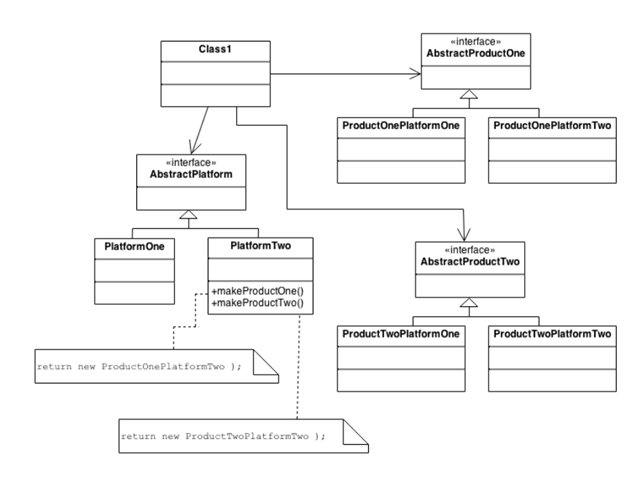 Class1
«interface»
AbstractProductOne
ProductOnePlatformOne
ProductOnePlatformTwo
«interface»
AbstractPlatform
PlatformOne
PlatformTwo
+makeProductOne()
+makeProductTwo()
«interface»
AbstractProductTwo
ProductTwoPlatformOne
ProductTwoPlatformTwo
return new ProductOnePlatformTwo );
return new ProductTwoPlatformTwo );